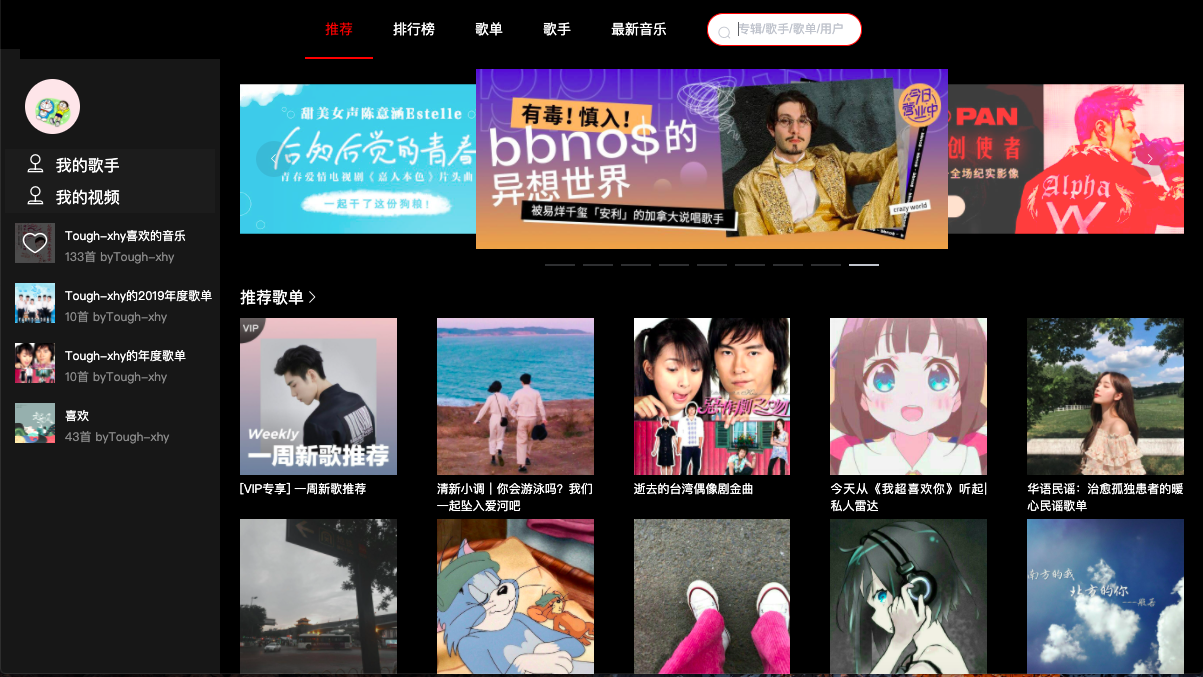 推荐
排行榜
歌单
歌手
最新音乐
专辑/歌手/歌单/用户
我的歌手
我的视频
Tough-xhy喜欢的音乐
133首 byTough-xhy
Tough-xhy的2019年度歌单
10首 byTough-xhy
Tough-xhy的年度歌单
10首 byTough-xhy
喜欢
43首 byTough-xhy
甜美女声陈意涵Estelle
后知后觉的青春
青春爱情电视剧《嘉人本色》片头曲
一起干了这份狗粮！
有毒！慎入！
bbno$的
异想世界
被易烊千玺「安利」的加拿大说唱歌手
今日
营业中
crazy world
PAN
创使者
全场纪实影像
Alpha
推荐歌单
VIP
Weekly
一周新歌推荐
惡作劇之吻
[VIP专享] 一周新歌推荐
清新小调｜你会游泳吗？我们
一起坠入爱河吧
逝去的台湾偶像剧金曲
今天从《我超喜欢你》听起|
私人雷达
华语民谣：治愈孤独患者的暖
心民谣歌单
南方的我
北方的你